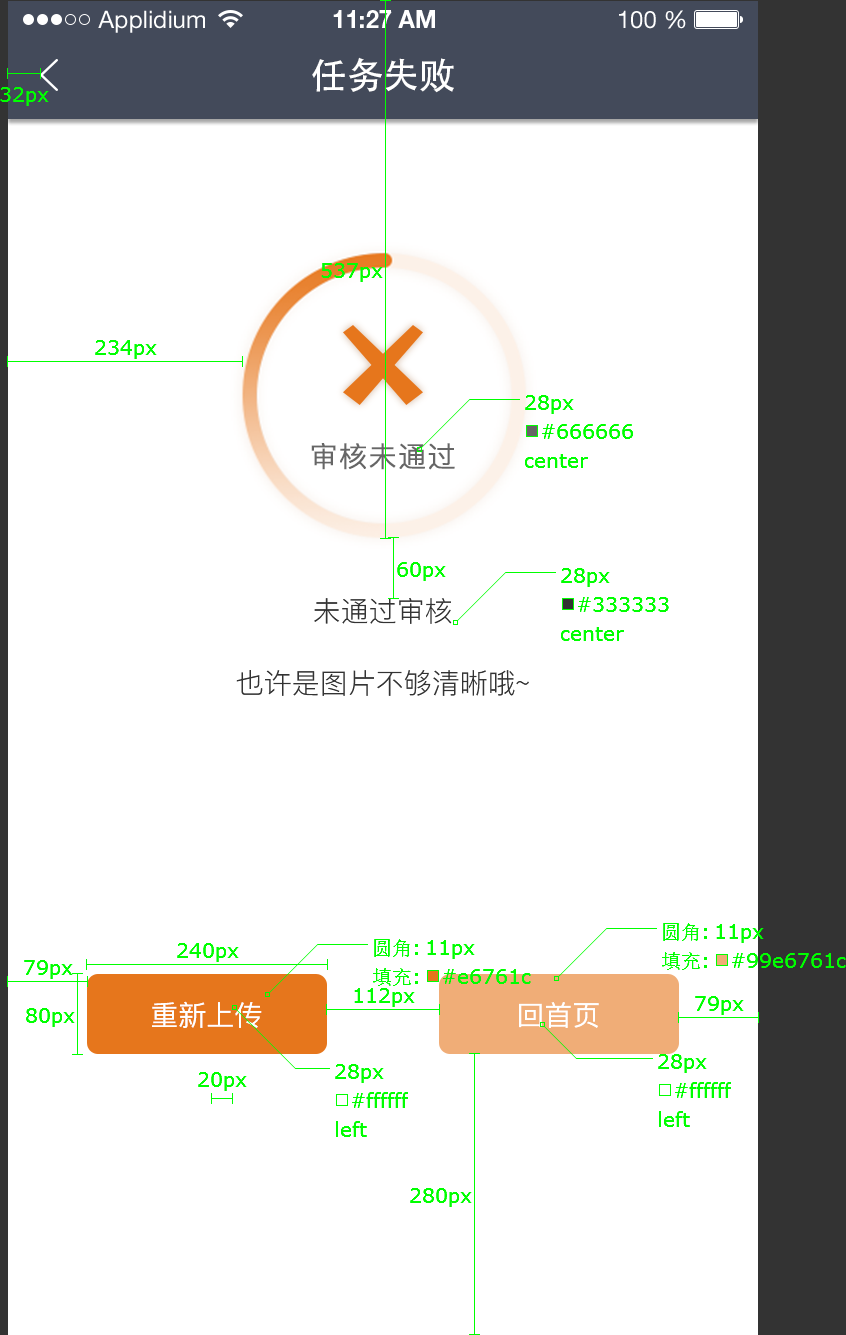 Applidium 11:27 AM 100 %
任务失败
32px
537px
234px
28px
#666666
center
审核未通过
60px
28px
#333333
center
未通过审核
也许是图片不够清晰哦~
圆角: 11px
填充: #99e6761c
圆角: 11px
填充: #e6761c
240px
79px
112px
79px
80px
重新上传
回首页
28px
#ffffff
left
28px
#ffffff
left
20px
280px